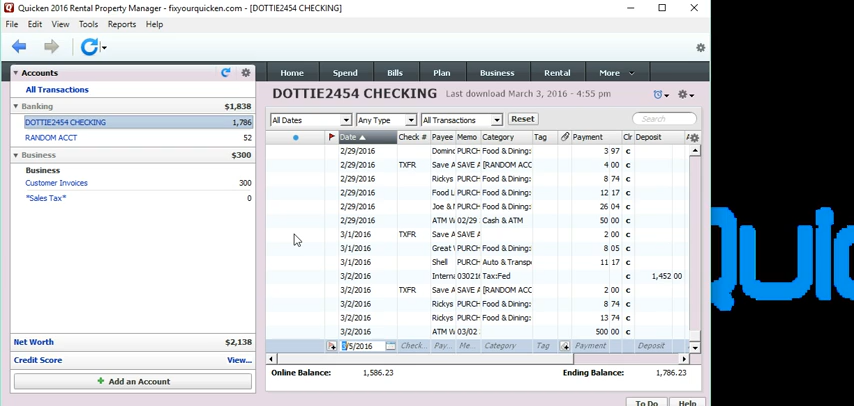 Quicken 2016 Rental Property Manager - fixyourquicken.com - [DOTTIE2454 CHECKING]
File Edit View Tools Reports Help
Accounts
All Transactions
Banking $1,838
DOTTIE2454 CHECKING 1,786
RANDOM ACCT 52
Business $300
Business
Customer Invoices 300
*Sales Tax* 0
Net Worth $2,138
Credit Score View...
Add an Account
Home Spend Bills Plan Business Rental More
DOTTIE2454 CHECKING Last download March 3, 2016 - 4:55 pm
All Dates Any Type All Transactions Reset Search
Date Check # Payee Memo Category Tag Payment Clr Deposit
2/29/2016 Domino PURCH Food & Dining: 3 97 c
2/29/2016 TXFR Save A PURCH [RANDOM ACC 4 00 c
2/29/2016 Rickys PURCH Food & Dining: 8 74 c
2/29/2016 Food L PURCH Food & Dining: 12 17 c
2/29/2016 Joe & PURCH Food & Dining: 26 04 c
2/29/2016 ATM W 02/29 Cash & ATM 50 00 c
3/1/2016 TXFR Save A SAVE A 2 00 c
3/1/2016 Great PURCH Food & Dining: 8 05 c
3/1/2016 Shell PURCH Auto & Transpo 11 17 c
3/2/2016 Interna 030216 Tax:Fed c 1,452 00
3/2/2016 TXFR Save A SAVE A [RANDOM ACC 2 00 c
3/2/2016 Rickys PURCH Food & Dining: 8 74 c
3/2/2016 Rickys PURCH Food & Dining: 13 74 c
3/2/2016 ATM W 03/02 500 00 c
3/5/2016 Check... Pay... Me... Category Tag Payment Deposit
Online Balance: 1,586.23 Ending Balance: 1,786.23
To Do Help
Quic